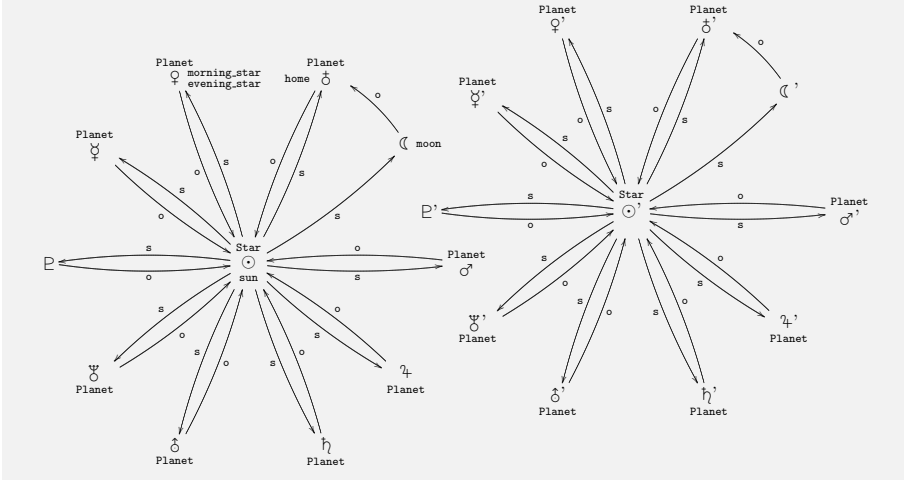 Planet
♀ morning_star
evening_star
home
Planet
♁
o
☾ moon
Planet
☿
s
o
o
s
s
o
s
Star
☉
sun
♇
s
o
o
s
Planet
♂
s
o
s
o
s
o
o
s
♆
Planet
♃
Planet
⛢
Planet
♄
Planet
Planet
♀'
Planet
♁'
o
☾'
Planet
☿'
s
o
o
s
s
o
s
Star
☉'
♇'
s
o
o
s
Planet
♂'
s
o
s
o
s
o
o
s
♆'
Planet
♃'
Planet
⛢'
Planet
♄'
Planet